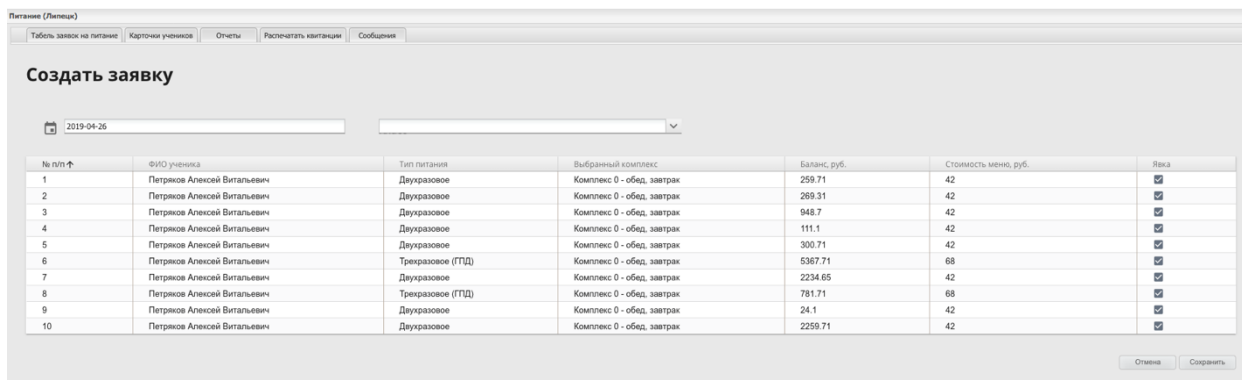 Питание (Липецк)
Табель заявок на питание Карточки учеников Отчеты Распечатать квитанции Сообщения
Создать заявку
2019-04-26
№ п/п ФИО ученика Тип питания Выбранный комплекс Баланс, руб. Стоимость меню, руб. Явка
1 Петряков Алексей Витальевич Двухразовое Комплекс 0 - обед, завтрак 259.71 42
2 Петряков Алексей Витальевич Двухразовое Комплекс 0 - обед, завтрак 269.31 42
3 Петряков Алексей Витальевич Двухразовое Комплекс 0 - обед, завтрак 948.7 42
4 Петряков Алексей Витальевич Двухразовое Комплекс 0 - обед, завтрак 111.1 42
5 Петряков Алексей Витальевич Двухразовое Комплекс 0 - обед, завтрак 300.71 42
6 Петряков Алексей Витальевич Трехразовое (ГПД) Комплекс 0 - обед, завтрак 5367.71 68
7 Петряков Алексей Витальевич Двухразовое Комплекс 0 - обед, завтрак 2234.65 42
8 Петряков Алексей Витальевич Трехразовое (ГПД) Комплекс 0 - обед, завтрак 781.71 68
9 Петряков Алексей Витальевич Двухразовое Комплекс 0 - обед, завтрак 24.1 42
10 Петряков Алексей Витальевич Двухразовое Комплекс 0 - обед, завтрак 2259.71 42
Отмена Сохранить